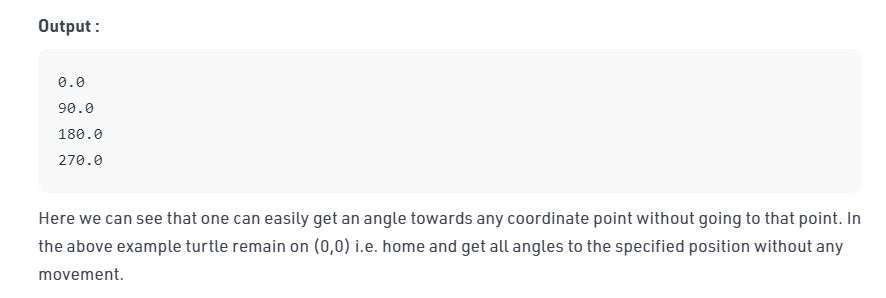 Output :
0.0
90.0
180.0
270.0
Here we can see that one can easily get an angle towards any coordinate point without going to that point. In
the above example turtle remain on (0,0) i.e. home and get all angles to the specified position without any
movement.